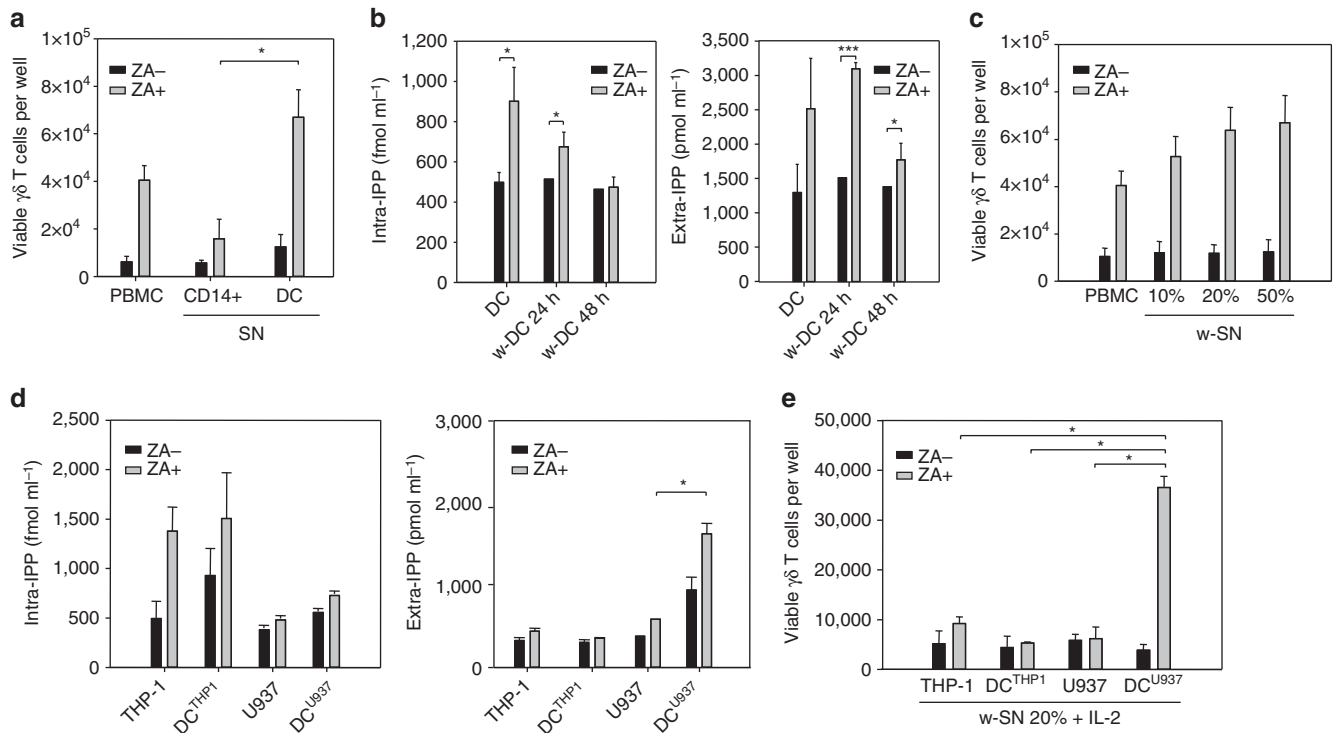 a
Viable γδ T cells per well
1×10⁵
8×10⁴
6×10⁴
4×10⁴
2×10⁴
0
ZA–
ZA+
*
PBMC
CD14+
DC
SN
b
Intra-IPP (fmol ml⁻¹)
1,200
1,000
800
600
400
200
0
ZA–
ZA+
*
*
DC
w-DC 24 h
w-DC 48 h
Extra-IPP (pmol ml⁻¹)
3,500
3,000
2,500
2,000
1,500
1,000
500
0
ZA–
ZA+
***
*
DC
w-DC 24 h
w-DC 48 h
c
Viable γδ T cells per well
1×10⁵
8×10⁴
6×10⁴
4×10⁴
2×10⁴
0
ZA–
ZA+
PBMC
10%
20%
50%
w-SN
d
Intra-IPP (fmol ml⁻¹)
2,500
2,000
1,500
1,000
500
0
ZA–
ZA+
THP-1
DC^THP1
U937
DC^U937
Extra-IPP (pmol ml⁻¹)
3,000
2,000
1,000
0
ZA–
ZA+
*
THP-1
DC^THP1
U937
DC^U937
e
Viable γδ T cells per well
50,000
40,000
30,000
20,000
10,000
0
ZA–
ZA+
*
*
*
THP-1
DC^THP1
U937
DC^U937
w-SN 20% + IL-2